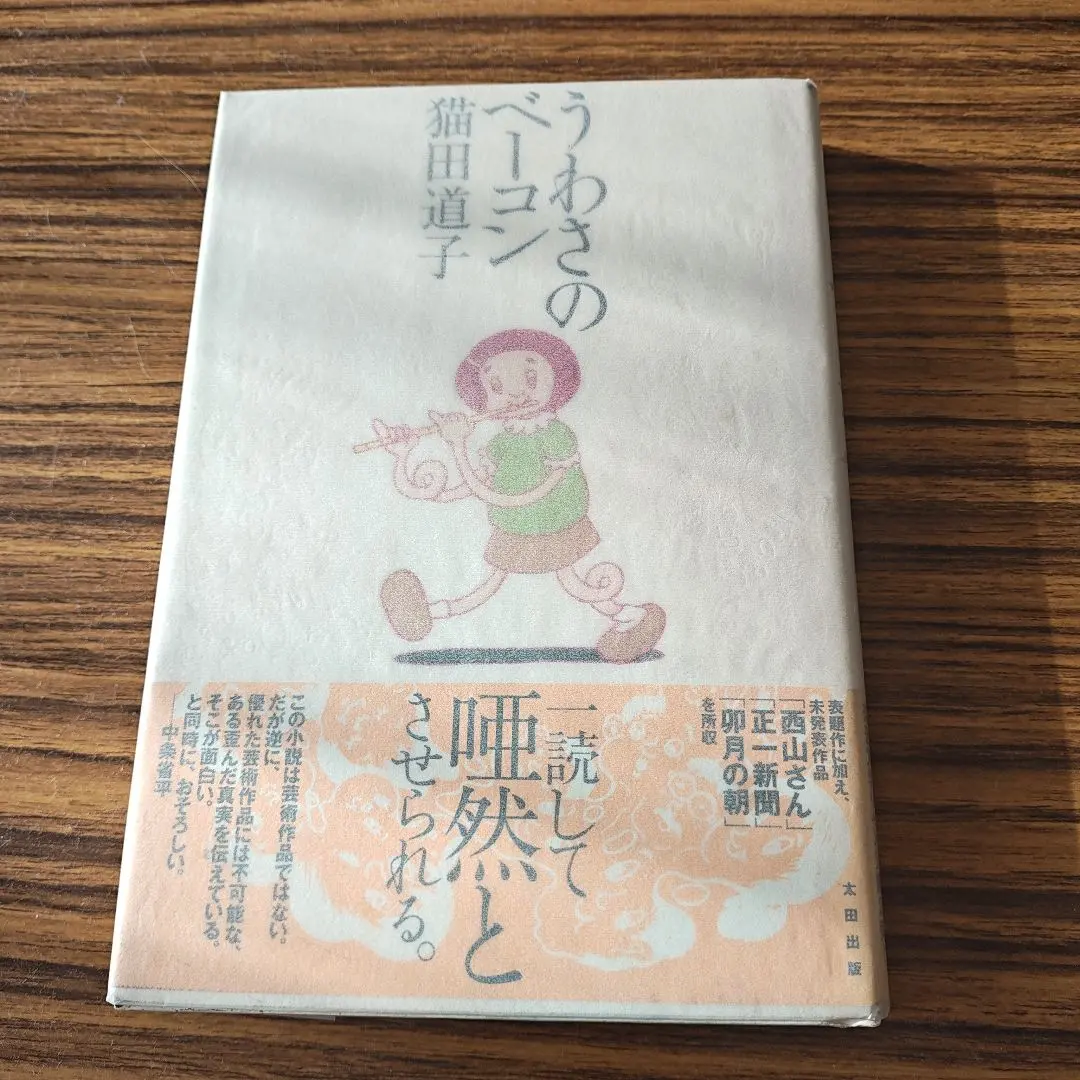 うわさの
ベーコン
猫田道子
表題作に加え、
未発表作品
「西山さん」
「正一新聞」
「卯月の朝」
を所収
一読して
唖然と
させられる。
この小説は芸術作品ではない。
だが逆に、
優れた芸術作品には不可能な、
ある歪んだ真実を伝えている。
そこが面白い。
と同時に、おそろしい。
中条省平
太田出版